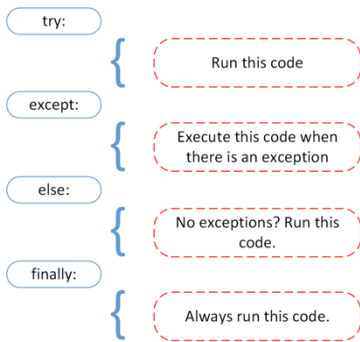 try:
Run this code
except:
Execute this code when
there is an exception
else:
No exceptions? Run this
code.
finally:
Always run this code.